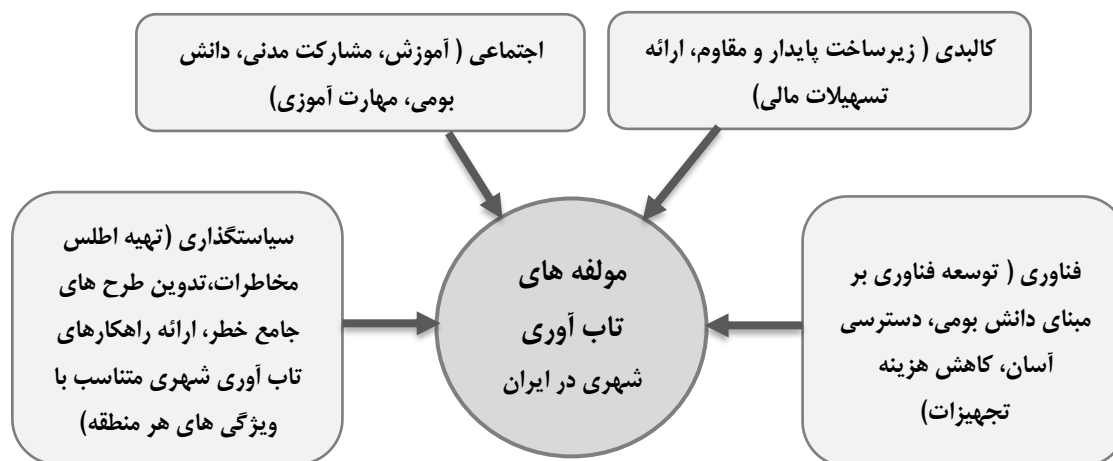 کالبدی ( زیرساخت پایدار و مقاوم، ارائه
تسهیلات مالی)
اجتماعی ( آموزش، مشارکت مدنی، دانش
بومی، مهارت آموزی)
فناوری ( توسعه فناوری بر
مبنای دانش بومی، دسترسی
آسان، کاهش هزینه
تجهیزات)
مولفه های
تاب آوری
شهری در ایران
سیاستگذاری (تهیه اطلس
مخاطرات،تدوین طرح های
جامع خطر، ارائه راهکارهای
تاب آوری شهری متناسب با
ویژگی های هر منطقه)